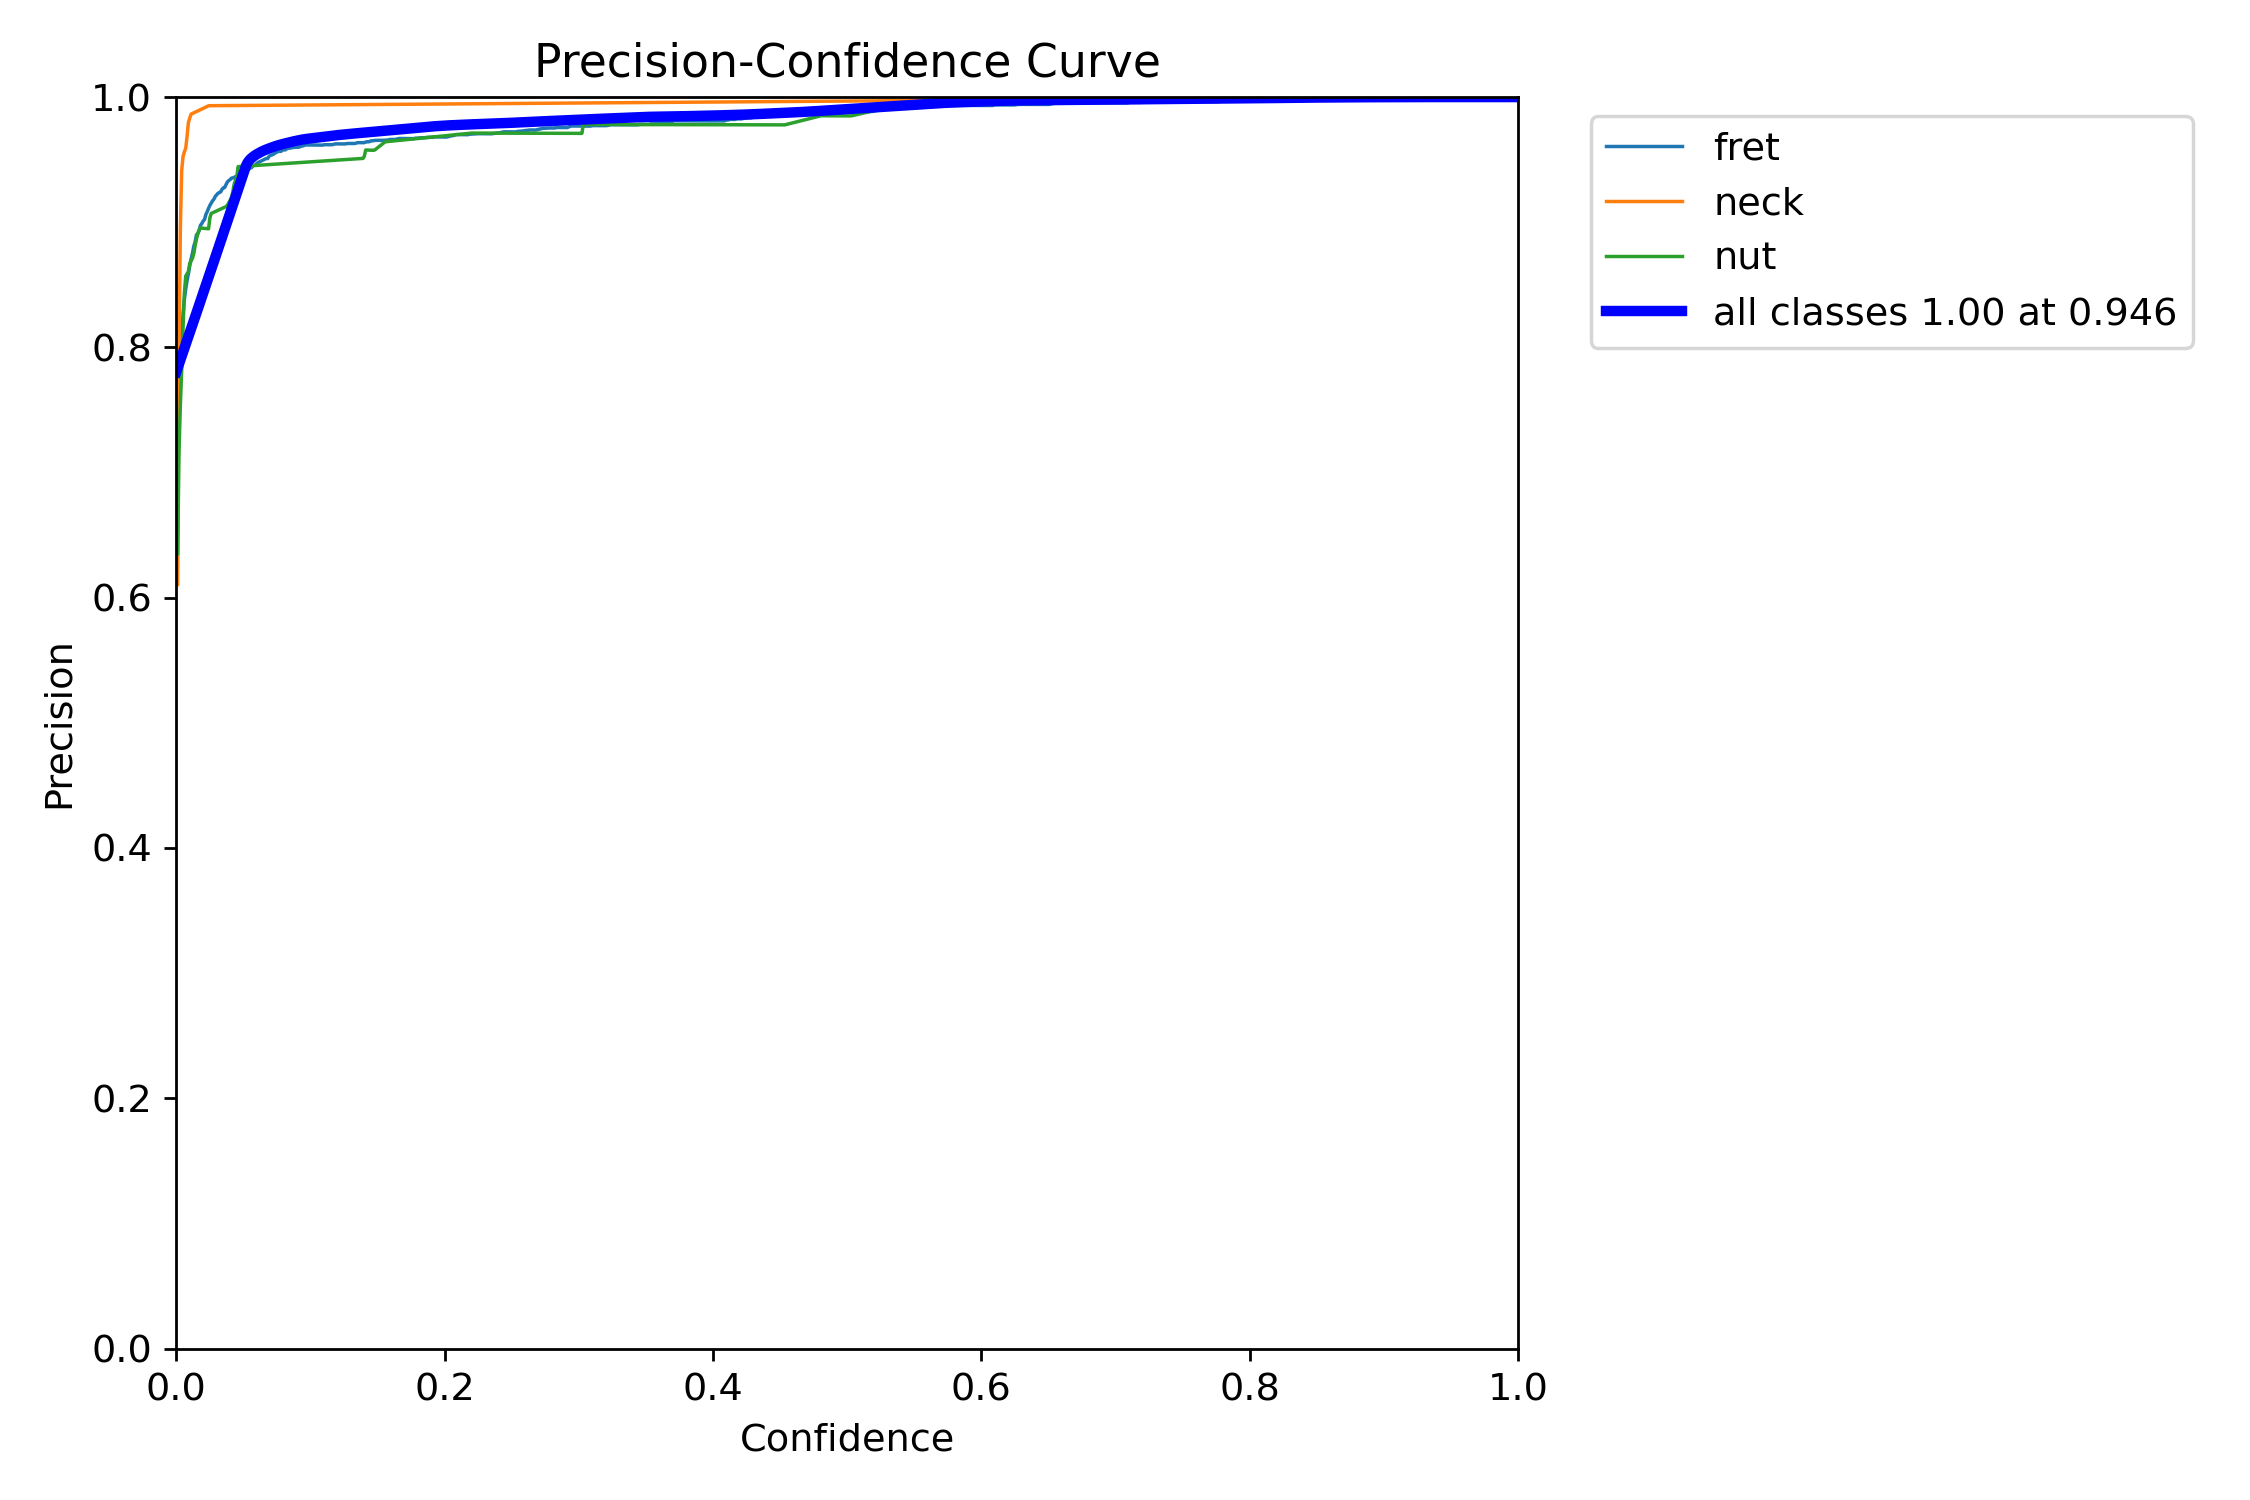 Precision-Confidence Curve
1.0
0.8
0.6
0.4
0.2
0.0
0.0 0.2 0.4 0.6 0.8 1.0
Precision
Confidence
fret
neck
nut
all classes 1.00 at 0.946